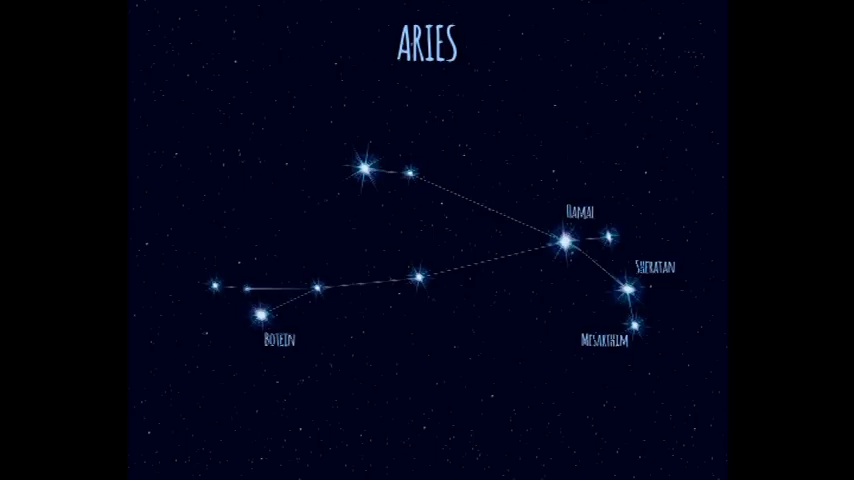 ARIES
HAMAL
SHERATAN
MESARTHIM
BOTEIN